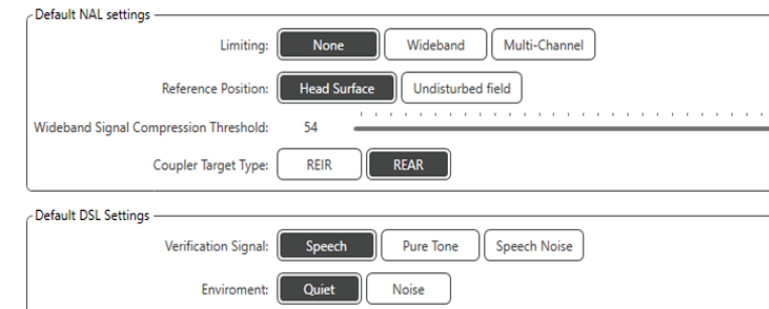 Default NAL settings
Limiting: None Wideband Multi-Channel
Reference Position: Head Surface Undisturbed field
Wideband Signal Compression Threshold: 54
Coupler Target Type: REIR REAR
Default DSL Settings
Verification Signal: Speech Pure Tone Speech Noise
Enviroment: Quiet Noise